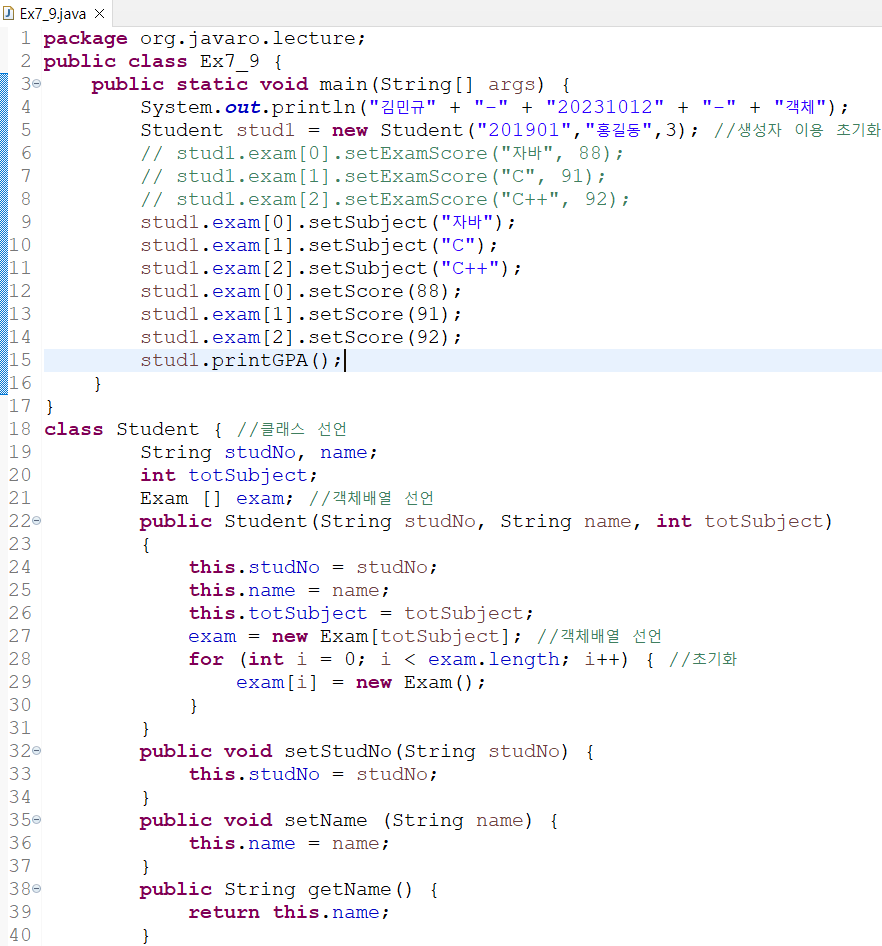 Ex7_9.java
1 package org.javaro.lecture;
2 public class Ex7_9 {
3 public static void main(String[] args) {
4 System.out.println("김민규" + "-" + "20231012" + "-" + "객체");
5 Student stud1 = new Student("201901","홍길동",3); //생성자 이용 초기화
6 // stud1.exam[0].setExamScore("자바", 88);
7 // stud1.exam[1].setExamScore("C", 91);
8 // stud1.exam[2].setExamScore("C++", 92);
9 stud1.exam[0].setSubject("자바");
10 stud1.exam[1].setSubject("C");
11 stud1.exam[2].setSubject("C++");
12 stud1.exam[0].setScore(88);
13 stud1.exam[1].setScore(91);
14 stud1.exam[2].setScore(92);
15 stud1.printGPA();
16 }
17 }
18 class Student { //클래스 선언
19 String studNo, name;
20 int totSubject;
21 Exam [] exam; //객체배열 선언
22 public Student(String studNo, String name, int totSubject)
23 {
24 this.studNo = studNo;
25 this.name = name;
26 this.totSubject = totSubject;
27 exam = new Exam[totSubject]; //객체배열 선언
28 for (int i = 0; i < exam.length; i++) { //초기화
29 exam[i] = new Exam();
30 }
31 }
32 public void setStudNo(String studNo) {
33 this.studNo = studNo;
34 }
35 public void setName (String name) {
36 this.name = name;
37 }
38 public String getName() {
39 return this.name;
40 }